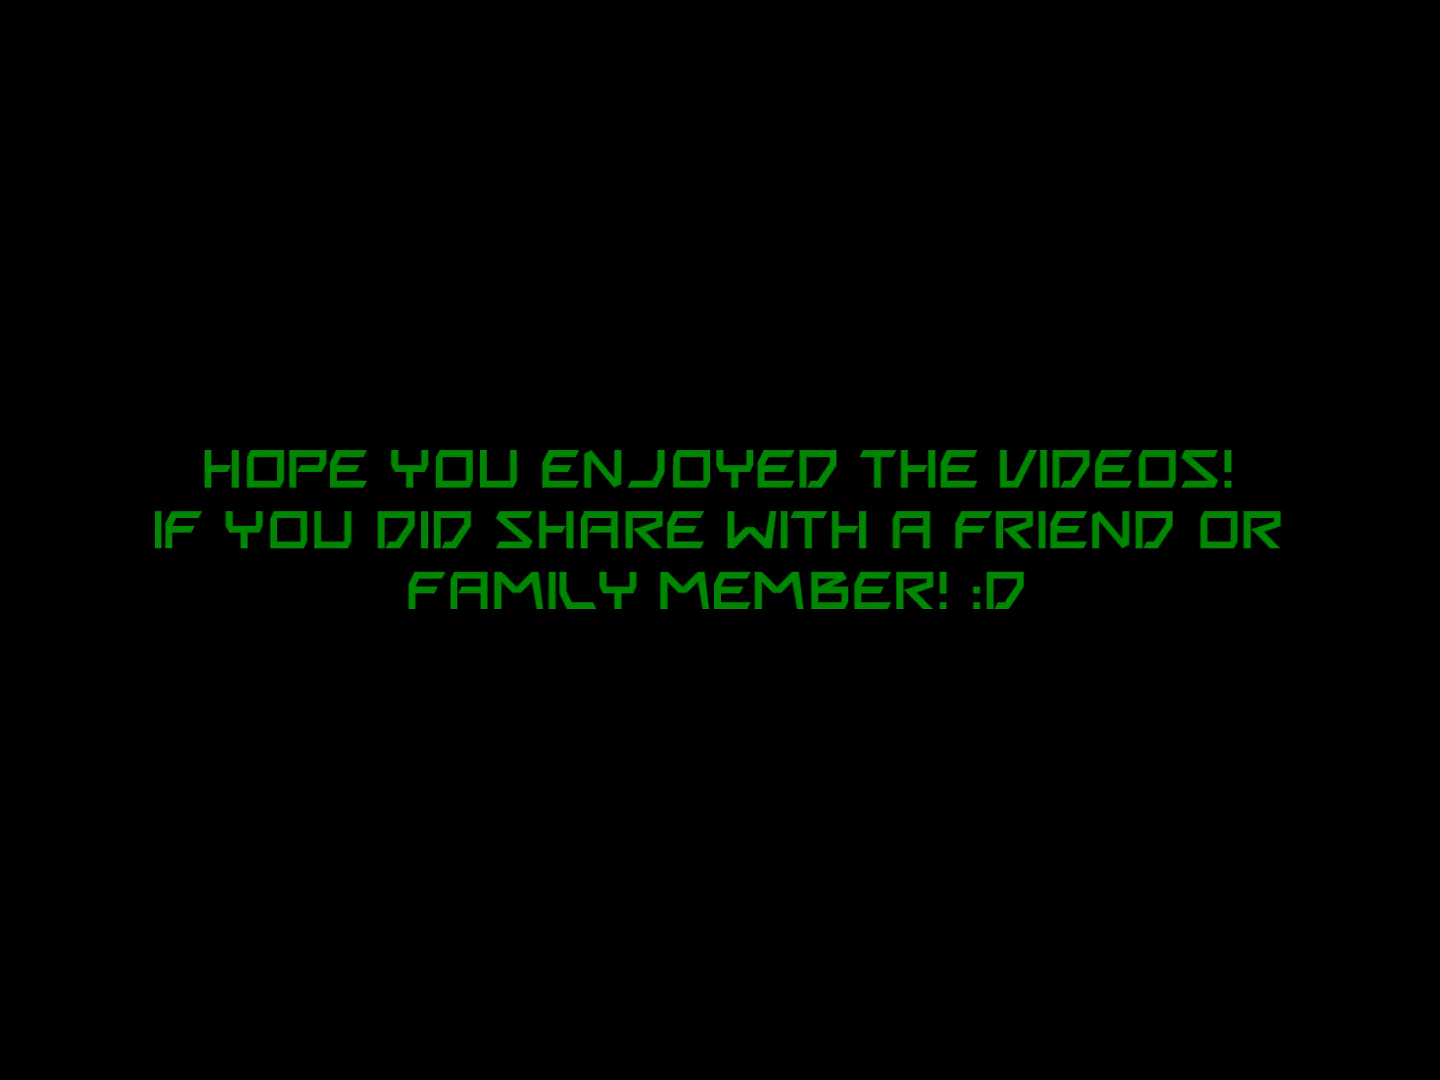 HOPE YOU ENJOYED THE VIDEOS!
IF YOU DID SHARE WITH A FRIEND OR
FAMILY MEMBER! :D